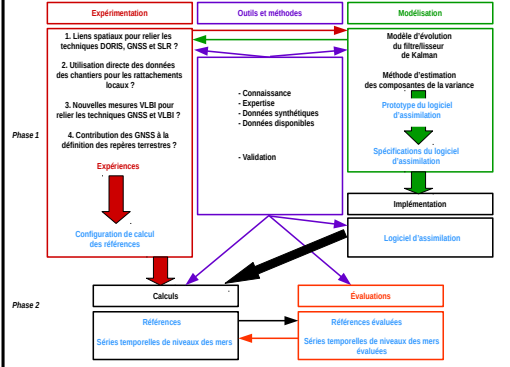 Expérimentation
Outils et méthodes
Modélisation
1. Liens spatiaux pour relier les
techniques DORIS, GNSS et SLR ?
2. Utilisation directe des données
des chantiers pour les rattachements
locaux ?
3. Nouvelles mesures VLBI pour
relier les techniques GNSS et VLBI ?
4. Contribution des GNSS à la
définition des repères terrestres ?
Expériences
Configuration de calcul
des références
- Connaissance
- Expertise
- Données synthétiques
- Données disponibles
- Validation
Modèle d'évolution
du filtre/lisseur
de Kalman
Méthode d'estimation
des composantes de la variance
Prototype du logiciel
d'assimilation
Spécifications du logiciel
d'assimilation
Implémentation
Logiciel d'assimilation
Phase 1
Phase 2
Calculs
Références
Séries temporelles de niveaux des mers
Évaluations
Références évaluées
Séries temporelles de niveaux des mers
évaluées